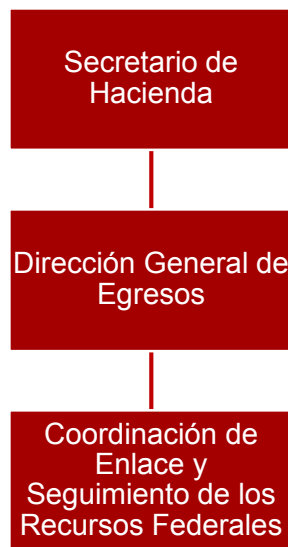 Secretario de
Hacienda
Dirección General de
Egresos
Coordinación de
Enlace y
Seguimiento de los
Recursos Federales